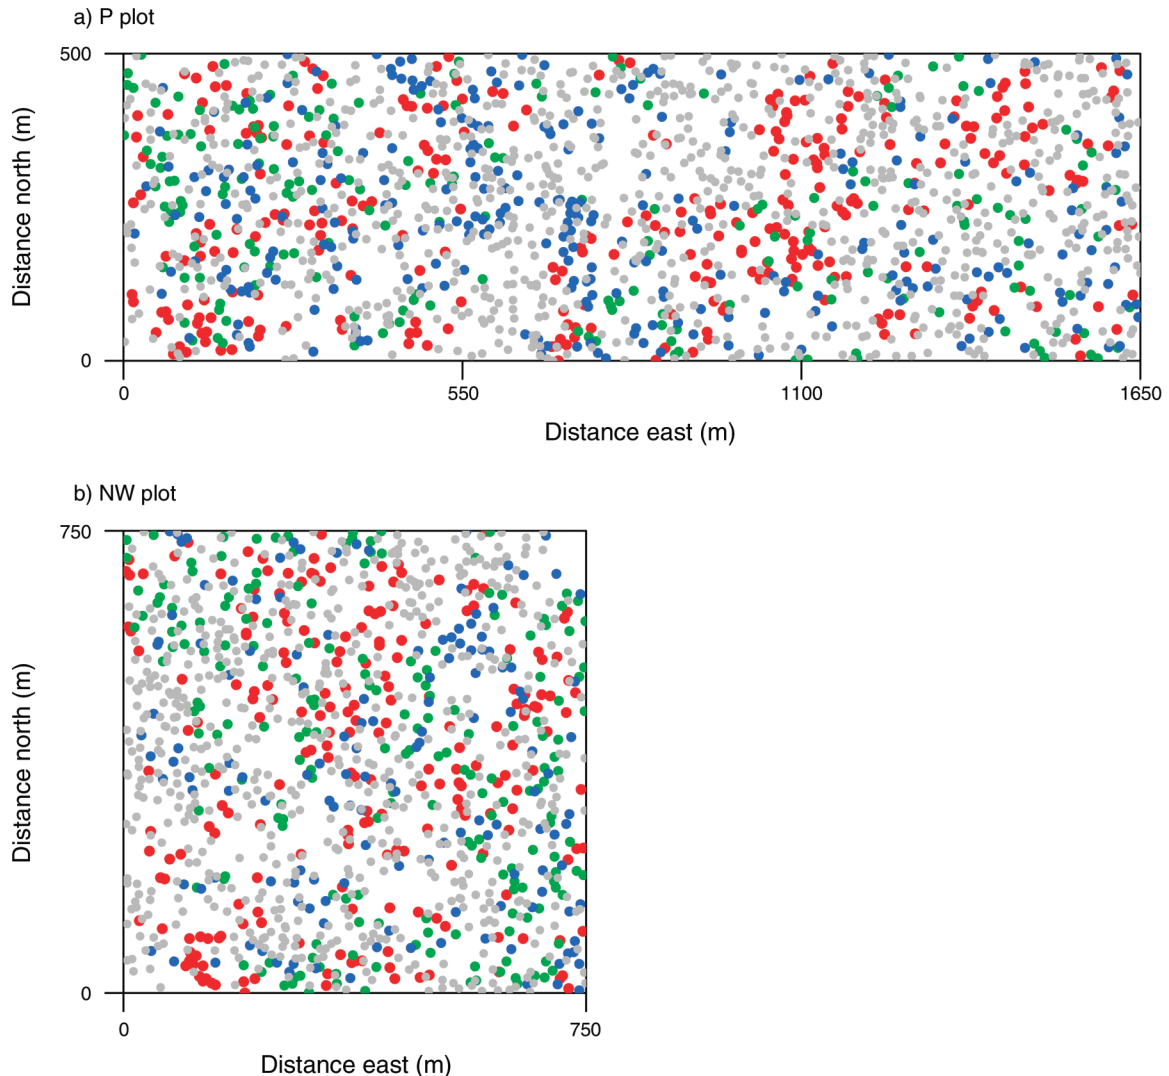 a) P plot
500
Distance north (m)
0
0 550 1100 1650
Distance east (m)
b) NW plot
750
Distance north (m)
0
0 750
Distance east (m)